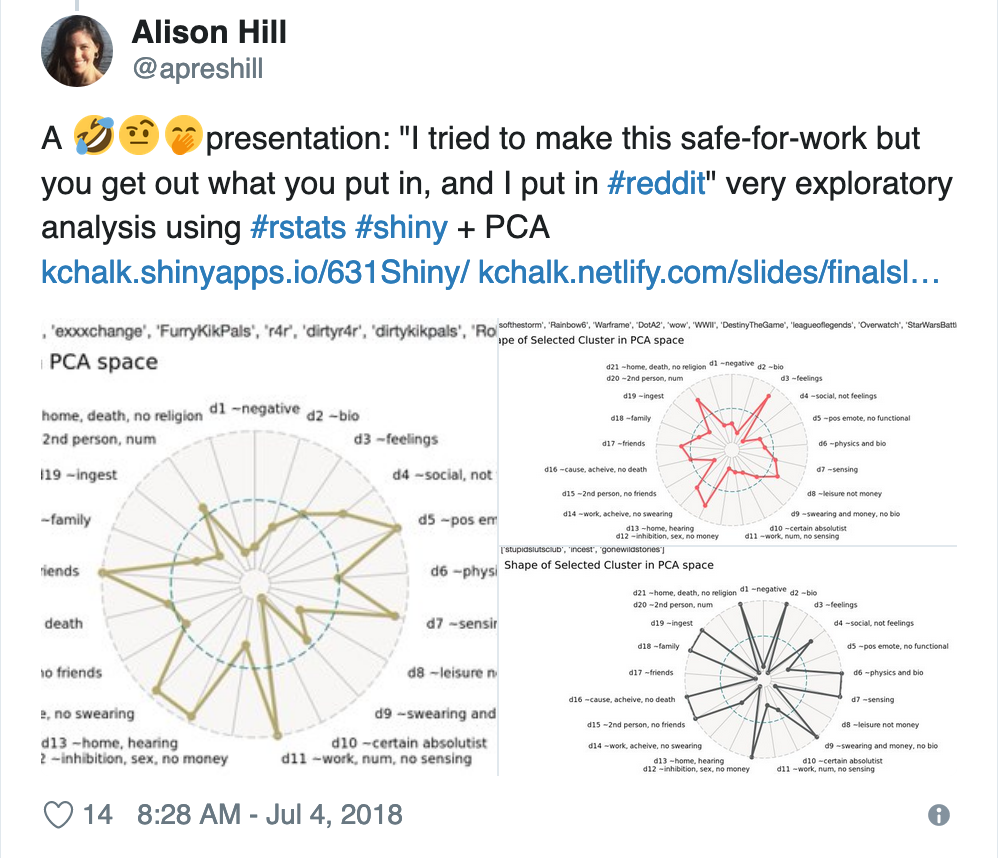 Alison Hill
@apreshill
A 🤣🤨🤭presentation: "I tried to make this safe-for-work but
you get out what you put in, and I put in #reddit" very exploratory
analysis using #rstats #shiny + PCA
kchalk.shinyapps.io/631Shiny/ kchalk.netlify.com/slides/finalsl…
, 'exxxchange', 'FurryKikPals', 'r4r', 'dirtyr4r', 'dirtykikpals', 'Ro
PCA space
home, death, no religion d1 ~negative d2 ~bio
2nd person, num d3 ~feelings
l19 ~ingest d4 ~social, not
~family d5 ~pos em
riends d6 ~physi
death d7 ~sensir
no friends d8 ~leisure n
e, no swearing d9 ~swearing and
d13 ~home, hearing d10 ~certain absolutist
2 ~inhibition, sex, no money d11 ~work, num, no sensing
softhestorm', 'Rainbow6', 'Warframe', 'DotA2', 'wow', 'WWII', 'DestinyTheGame', 'leagueoflegends', 'Overwatch', 'StarWarsBattl
ape of Selected Cluster in PCA space
d21 ~home, death, no religion d1 ~negative d2 ~bio
d20 ~2nd person, num d3 ~feelings
d19 ~ingest d4 ~social, not feelings
d18 ~family d5 ~pos emote, no functional
d17 ~friends d6 ~physics and bio
d16 ~cause, acheive, no death d7 ~sensing
d15 ~2nd person, no friends d8 ~leisure not money
d14 ~work, acheive, no swearing d9 ~swearing and money, no bio
d13 ~home, hearing d10 ~certain absolutist
d12 ~inhibition, sex, no money d11 ~work, num, no sensing
['stupidslutsclub', 'incest', 'gonewildstories']
Shape of Selected Cluster in PCA space
d21 ~home, death, no religion d1 ~negative d2 ~bio
d20 ~2nd person, num d3 ~feelings
d19 ~ingest d4 ~social, not feelings
d18 ~family d5 ~pos emote, no functional
d17 ~friends d6 ~physics and bio
d16 ~cause, acheive, no death d7 ~sensing
d15 ~2nd person, no friends d8 ~leisure not money
d14 ~work, acheive, no swearing d9 ~swearing and money, no bio
d13 ~home, hearing d10 ~certain absolutist
d12 ~inhibition, sex, no money d11 ~work, num, no sensing
14 8:28 AM - Jul 4, 2018